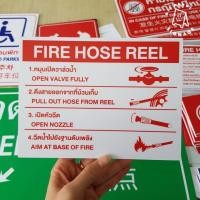 FIRE HOSE REEL
1.หมุนเปิดวาล์วน้ำ
OPEN VALVE FULLY
2.ดึงสายออกจากที่ม้วนเก็บ
PULL OUT HOSE FROM REEL
3. เปิดหัวฉีด
OPEN NOZZLE
4.ฉีดน้ำไปยังฐานต้นเพลิง
AIM AT BASE OF FIRE